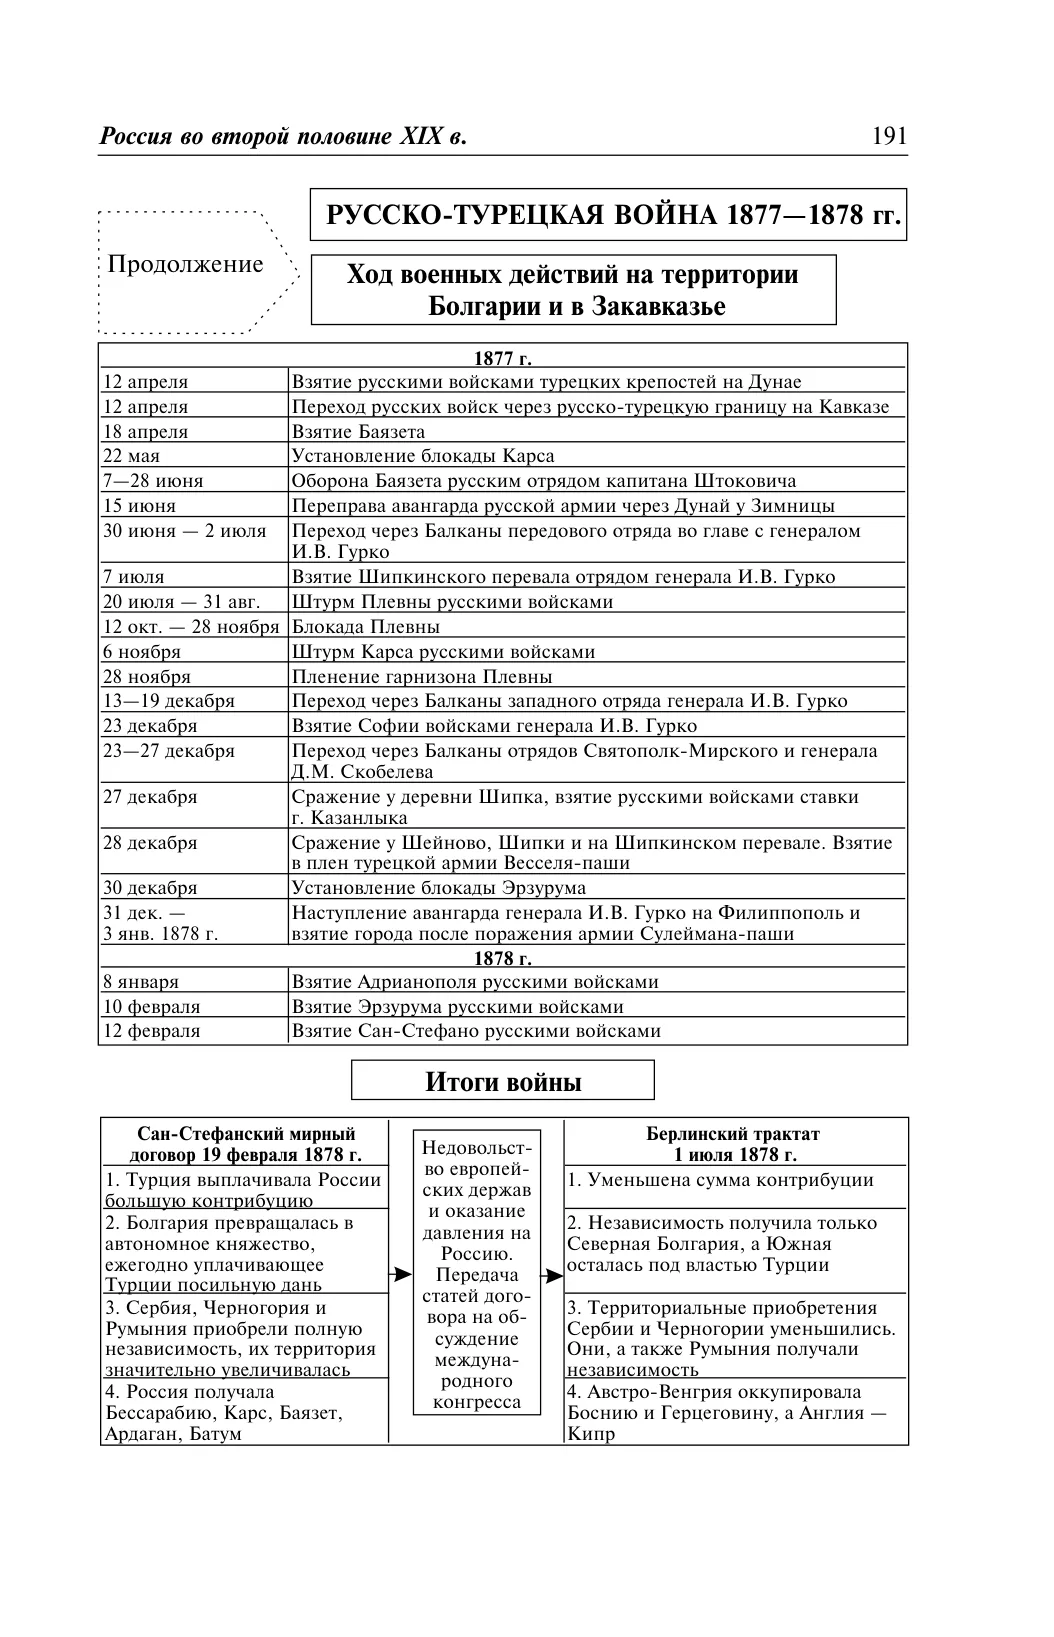 Россия во второй половине XIX в.
191
Продолжение
РУССКО-ТУРЕЦКАЯ ВОЙНА 1877—1878 гг.
Ход военных действий на территории
Болгарии и в Закавказье
1877 г.
12 апреля Взятие русскими войсками турецких крепостей на Дунае
12 апреля Переход русских войск через русско-турецкую границу на Кавказе
18 апреля Взятие Баязета
22 мая Установление блокады Карса
7—28 июня Оборона Баязета русским отрядом капитана Штоковича
15 июня Переправа авангарда русской армии через Дунай у Зимницы
30 июня — 2 июля Переход через Балканы передового отряда во главе с генералом
И.В. Гурко
7 июля Взятие Шипкинского перевала отрядом генерала И.В. Гурко
20 июля — 31 авг. Штурм Плевны русскими войсками
12 окт. — 28 ноября Блокада Плевны
6 ноября Штурм Карса русскими войсками
28 ноября Пленение гарнизона Плевны
13—19 декабря Переход через Балканы западного отряда генерала И.В. Гурко
23 декабря Взятие Софии войсками генерала И.В. Гурко
23—27 декабря Переход через Балканы отрядов Святополк-Мирского и генерала
Д.М. Скобелева
27 декабря Сражение у деревни Шипка, взятие русскими войсками ставки
г. Казанлыка
28 декабря Сражение у Шейново, Шипки и на Шипкинском перевале. Взятие
в плен турецкой армии Весселя-паши
30 декабря Установление блокады Эрзурума
31 дек. — Наступление авангарда генерала И.В. Гурко на Филиппополь и
3 янв. 1878 г. взятие города после поражения армии Сулеймана-паши
1878 г.
8 января Взятие Адрианополя русскими войсками
10 февраля Взятие Эрзурума русскими войсками
12 февраля Взятие Сан-Стефано русскими войсками
Итоги войны
Сан-Стефанский мирный
договор 19 февраля 1878 г.
1. Турция выплачивала России
большую контрибуцию
2. Болгария превращалась в
автономное княжество,
ежегодно уплачивающее
Турции посильную дань
3. Сербия, Черногория и
Румыния приобрели полную
независимость, их территория
значительно увеличивалась
4. Россия получала
Бессарабию, Карс, Баязет,
Ардаган, Батум
Недовольст-
во европей-
ских держав
и оказание
давления на
Россию.
Передача
статей дого-
вора на об-
суждение
междуна-
родного
конгресса
Берлинский трактат
1 июля 1878 г.
1. Уменьшена сумма контрибуции
2. Независимость получила только
Северная Болгария, а Южная
осталась под властью Турции
3. Территориальные приобретения
Сербии и Черногории уменьшились.
Они, а также Румыния получали
независимость
4. Австро-Венгрия оккупировала
Боснию и Герцеговину, а Англия —
Кипр